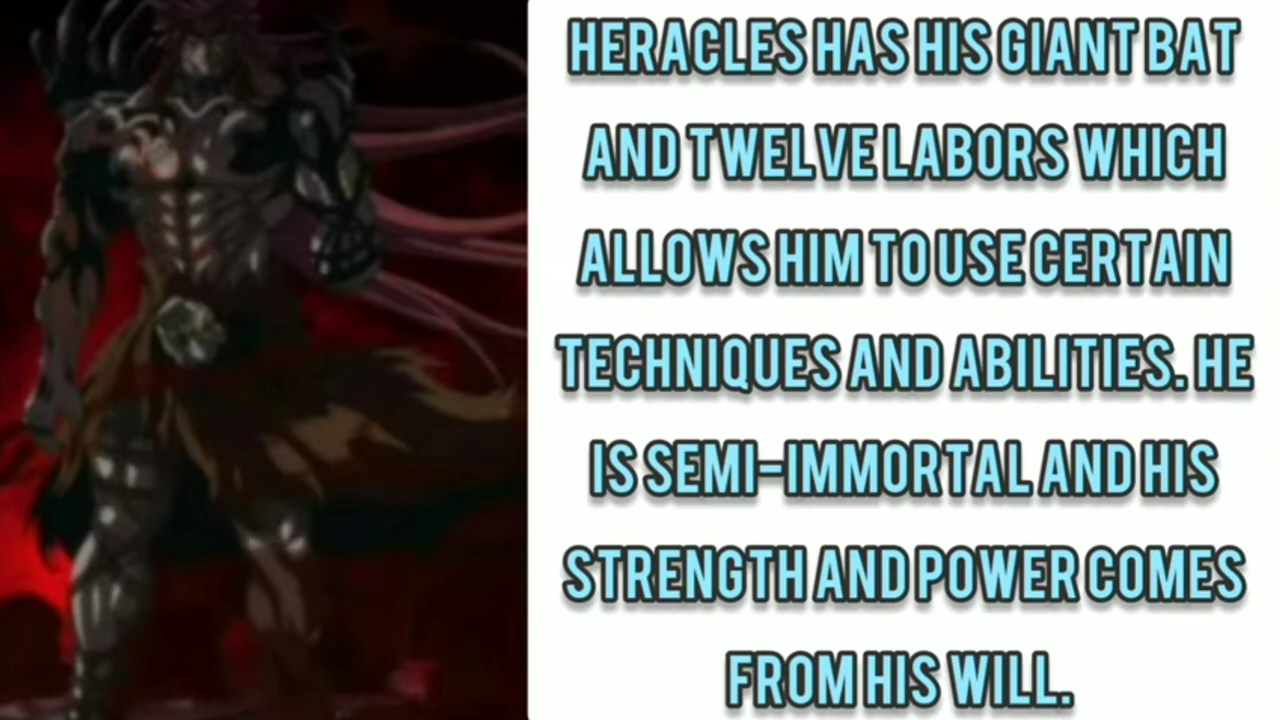 HERACLES HAS HIS GIANT BAT
AND TWELVE LABORS WHICH
ALLOWS HIM TO USE CERTAIN
TECHNIQUES AND ABILITIES. HE
IS SEMI-IMMORTAL AND HIS
STRENGTH AND POWER COMES
FROM HIS WILL.